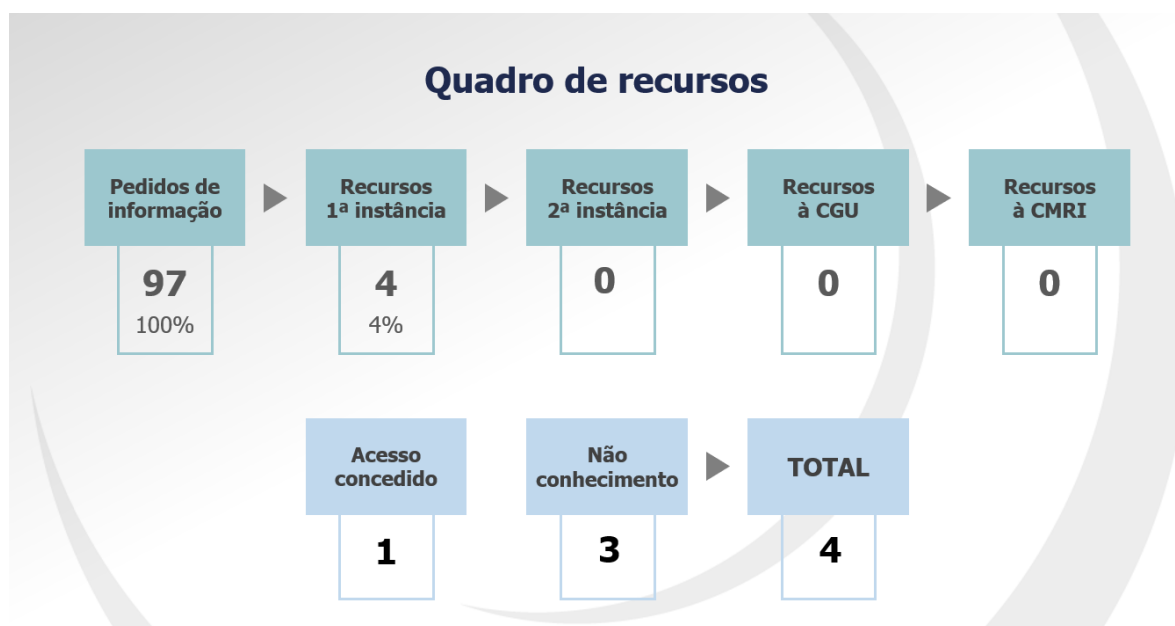 Quadro de recursos
Pedidos de
informação
97
100%
Recursos
1ª instância
4
4%
Recursos
2ª instância
0
Recursos
à CGU
0
Recursos
à CMRI
0
Acesso
concedido
1
Não
conhecimento
3
TOTAL
4